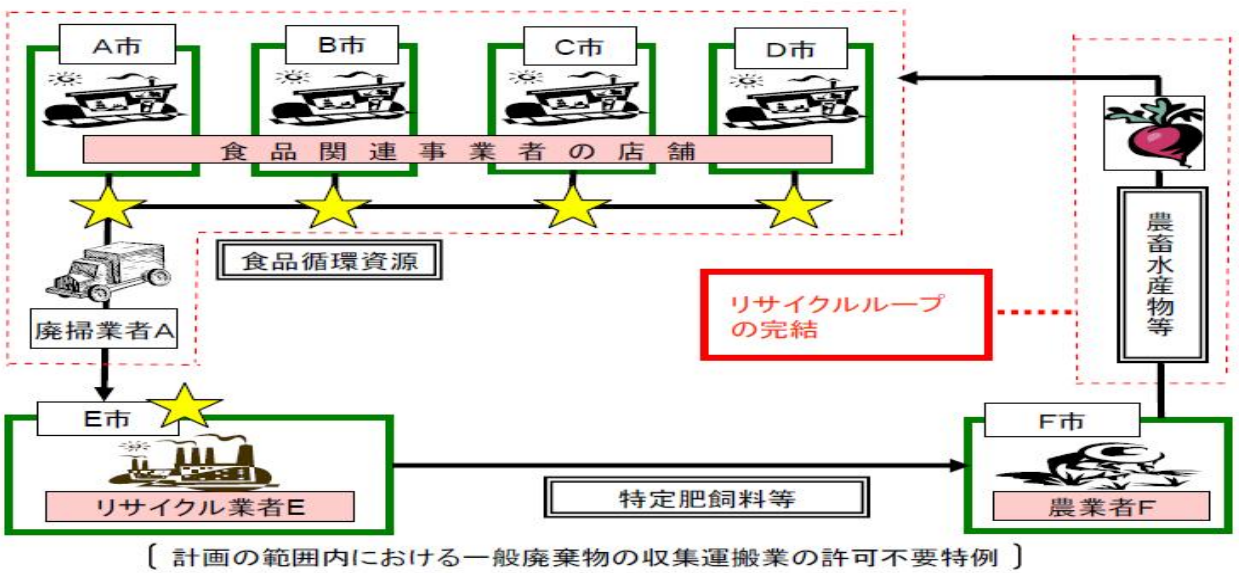 A市
B市
C市
D市
食品関連事業者の店舗
食品循環資源
廃掃業者A
リサイクルループ
の完結
農畜水産物等
E市
リサイクル業者E
特定肥飼料等
F市
農業者F
〔 計画の範囲内における一般廃棄物の収集運搬業の許可不要特例 〕